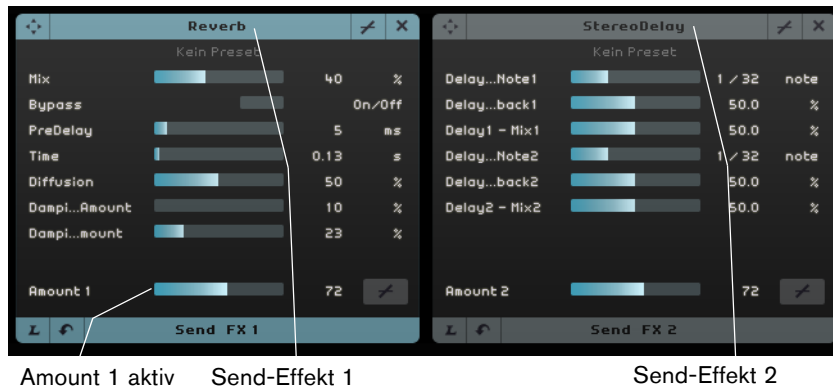 Reverb
Kein Preset
Mix 40 %
Bypass On/Off
PreDelay 5 ms
Time 0.13 s
Diffusion 50 %
Dampi...Amount 10 %
Dampi...mount 23 %
Amount 1 72
L Send FX 1
StereoDelay
Kein Preset
Delay...Note1 1 / 32 note
Delay...back1 50.0 %
Delay1 - Mix1 50.0 %
Delay...Note2 1 / 32 note
Delay...back2 50.0 %
Delay2 - Mix2 50.0 %
Amount 2 72
L Send FX 2
Amount 1 aktiv Send-Effekt 1 Send-Effekt 2